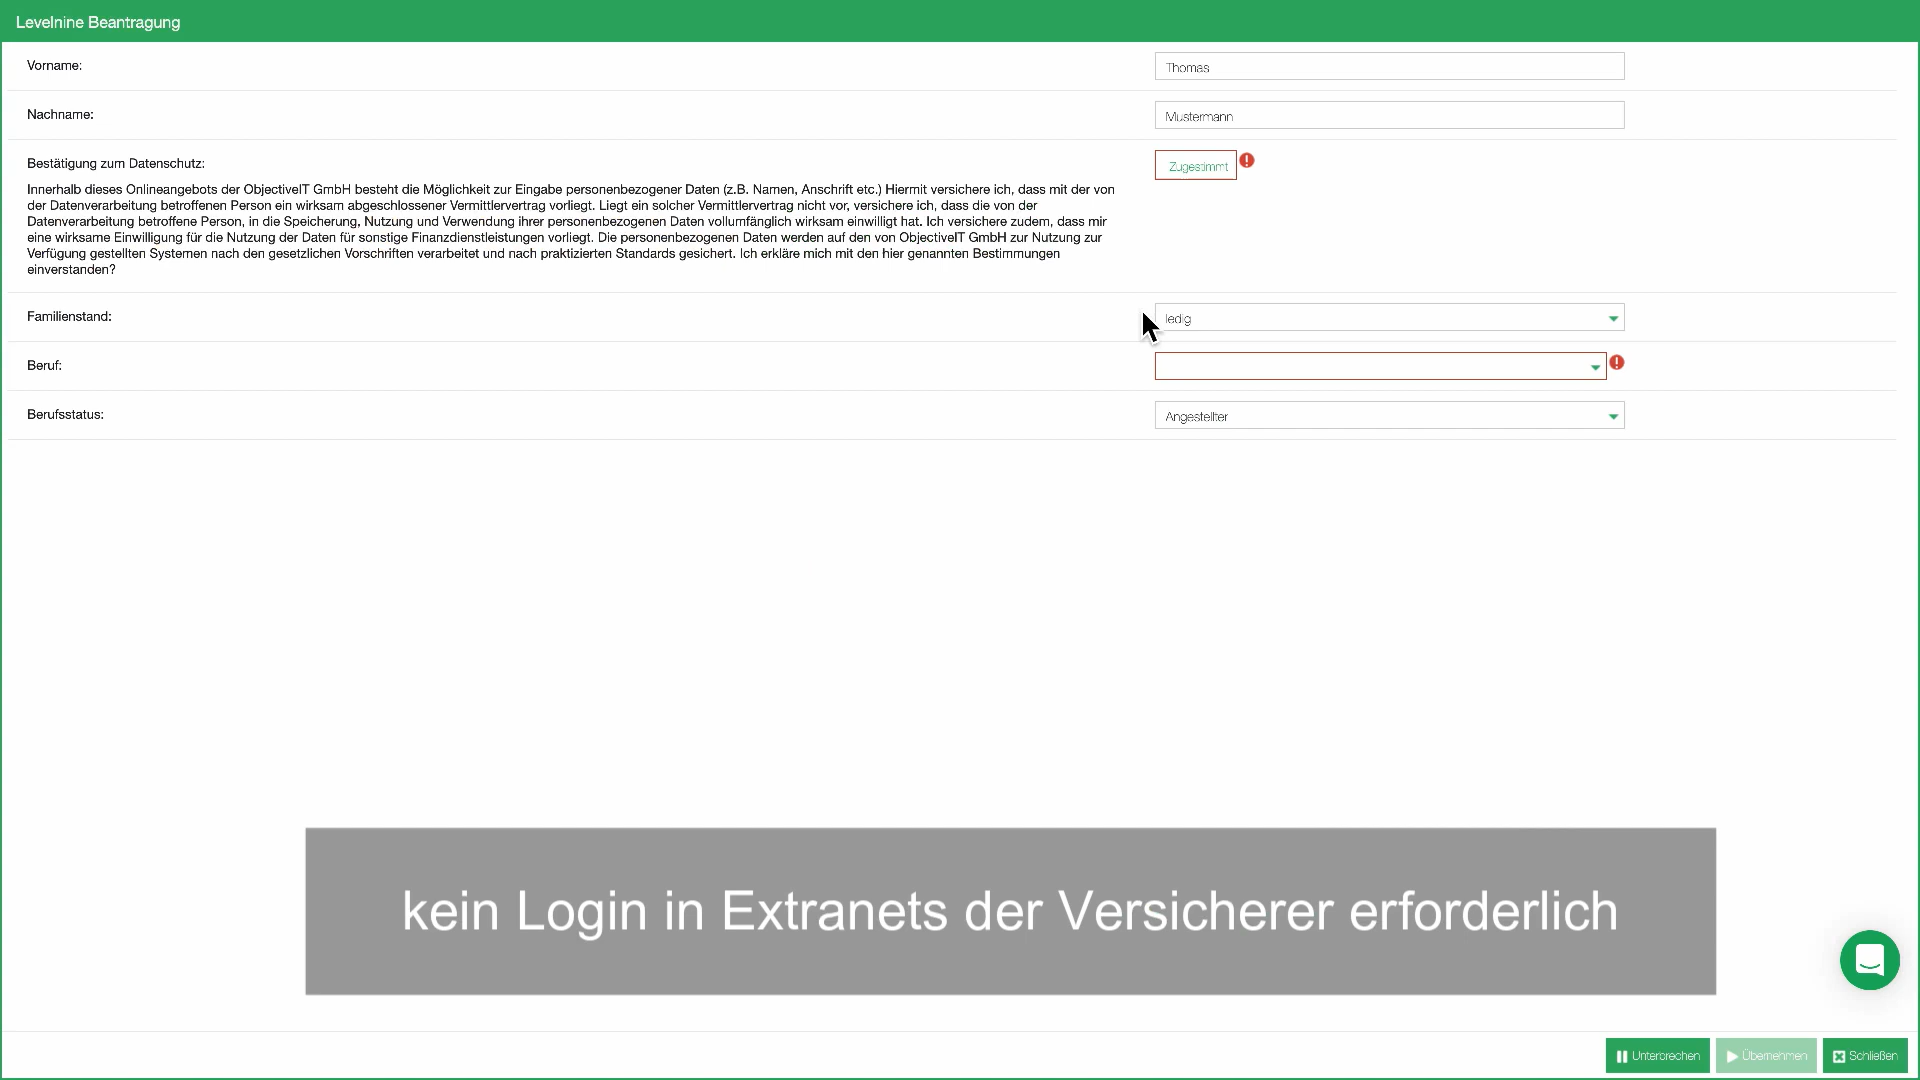 Levelnine Beantragung
Vorname:
Thomas
Nachname:
Mustermann
Bestätigung zum Datenschutz:
Zugestimmt
Innerhalb dieses Onlineangebots der ObjectiveIT GmbH besteht die Möglichkeit zur Eingabe personenbezogener Daten (z.B. Namen, Anschrift etc.) Hiermit versichere ich, dass mit der von
der Datenverarbeitung betroffenen Person ein wirksam abgeschlossener Vermittlervertrag vorliegt. Liegt ein solcher Vermittlervertrag nicht vor, versichere ich, dass die von der
Datenverarbeitung betroffene Person, in die Speicherung, Nutzung und Verwendung ihrer personenbezogenen Daten vollumfänglich wirksam einwilligt hat. Ich versichere zudem, dass mir
eine wirksame Einwilligung für die Nutzung der Daten für sonstige Finanzdienstleistungen vorliegt. Die personenbezogenen Daten werden auf den von ObjectiveIT GmbH zur Nutzung zur
Verfügung gestellten Systemen nach den gesetzlichen Vorschriften verarbeitet und nach praktizierten Standards gesichert. Ich erkläre mich mit den hier genannten Bestimmungen
einverstanden?
Familienstand:
ledig
Beruf:
Berufsstatus:
Angestellter
kein Login in Extranets der Versicherer erforderlich
Unterbrechen
Übernehmen
Schließen